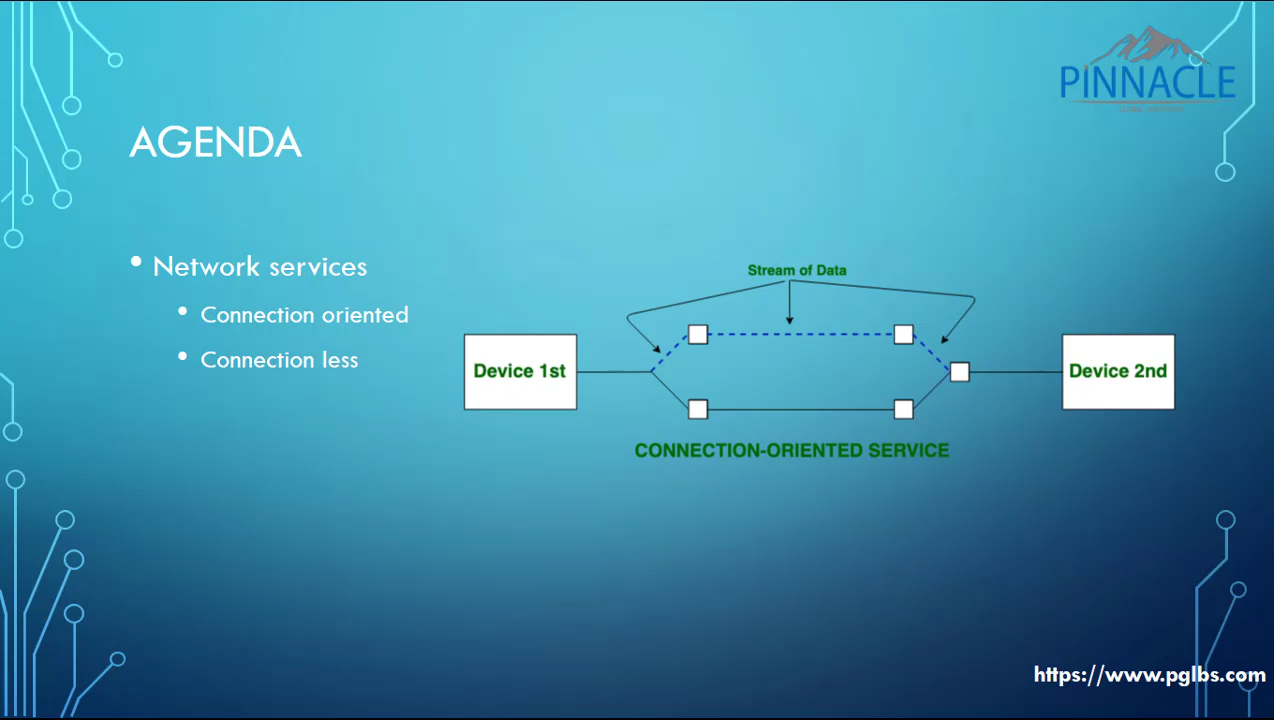 PiNNACLE
AGENDA
• Network services
• Connection oriented
• Connection less
Stream of Data
Device 1st
Device 2nd
CONNECTION-ORIENTED SERVICE
https://www.pglbs.com